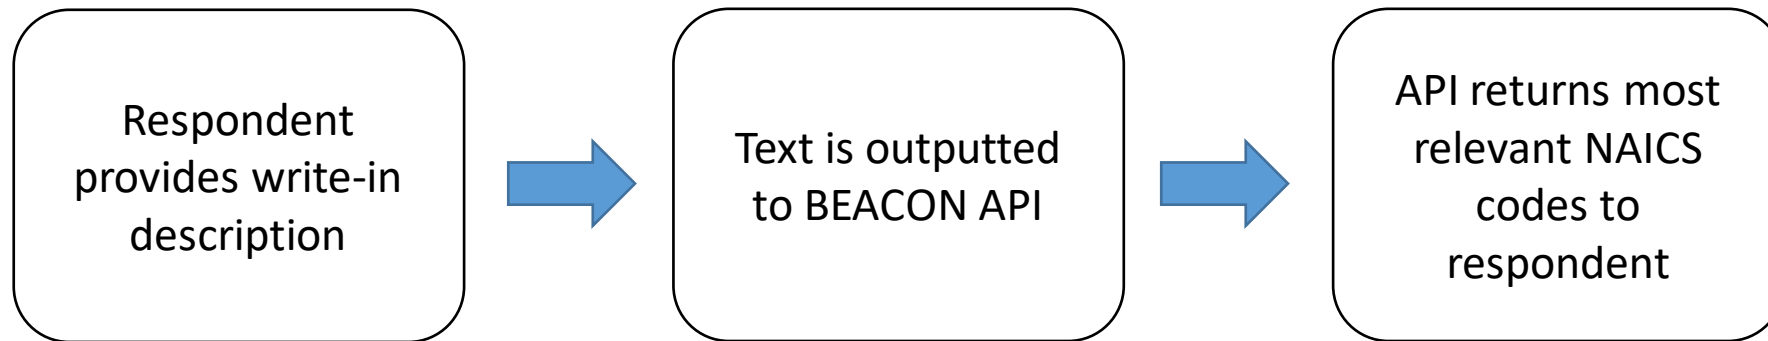 Respondent
provides write-in
description
Text is outputted
to BEACON API
API returns most
relevant NAICS
codes to
respondent